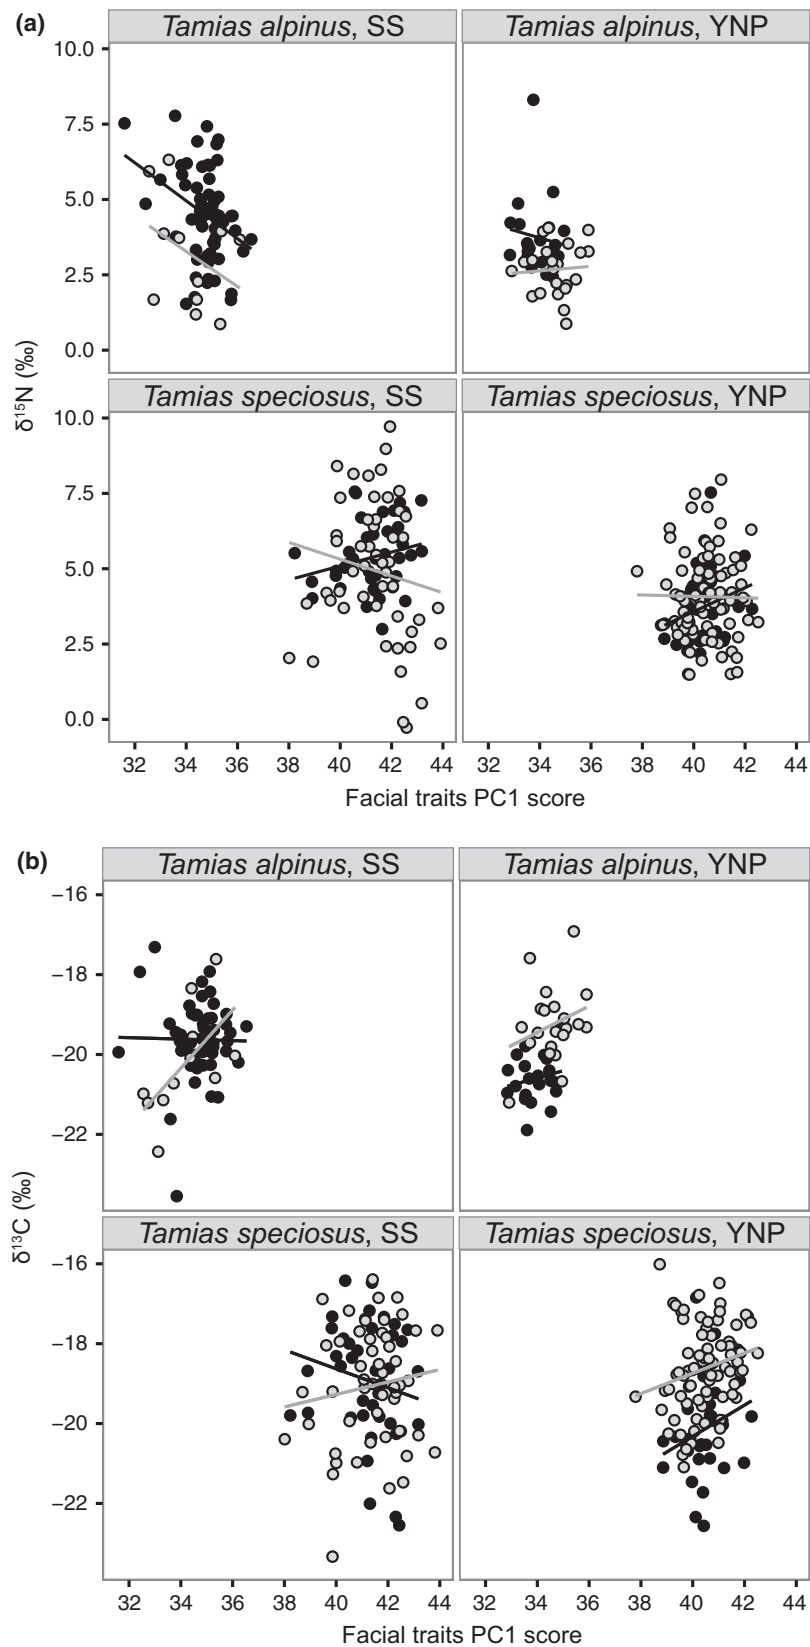 (a)
Tamias alpinus, SS
Tamias alpinus, YNP
10.0
7.5
5.0
2.5
0.0
δ¹⁵N (‰)
Tamias speciosus, SS
Tamias speciosus, YNP
10.0
7.5
5.0
2.5
0.0
32 34 36 38 40 42 44 32 34 36 38 40 42 44
Facial traits PC1 score
(b)
Tamias alpinus, SS
Tamias alpinus, YNP
−16
−18
−20
−22
δ¹³C (‰)
Tamias speciosus, SS
Tamias speciosus, YNP
−16
−18
−20
−22
32 34 36 38 40 42 44 32 34 36 38 40 42 44
Facial traits PC1 score